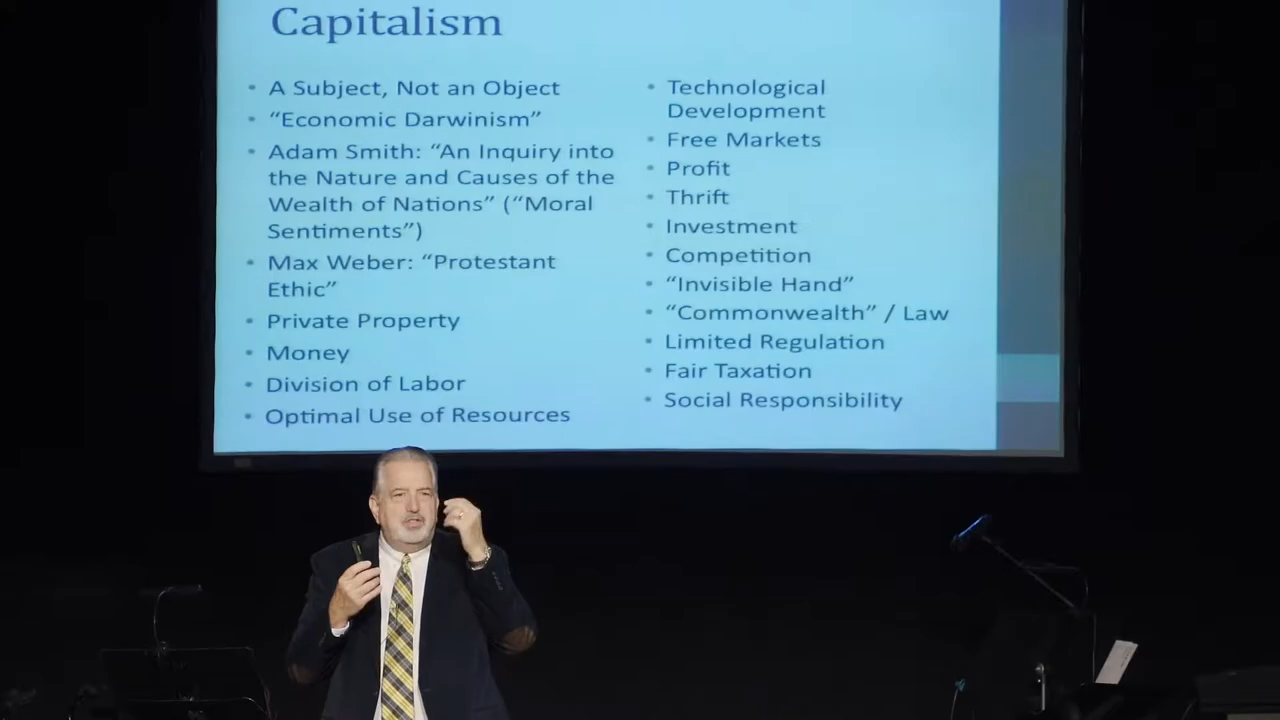 Capitalism
• A Subject, Not an Object
• “Economic Darwinism”
• Adam Smith: “An Inquiry into
the Nature and Causes of the
Wealth of Nations” (“Moral
Sentiments”)
• Max Weber: “Protestant
Ethic”
• Private Property
• Money
• Division of Labor
• Optimal Use of Resources
• Technological
Development
• Free Markets
• Profit
• Thrift
• Investment
• Competition
• “Invisible Hand”
• “Commonwealth” / Law
• Limited Regulation
• Fair Taxation
• Social Responsibility